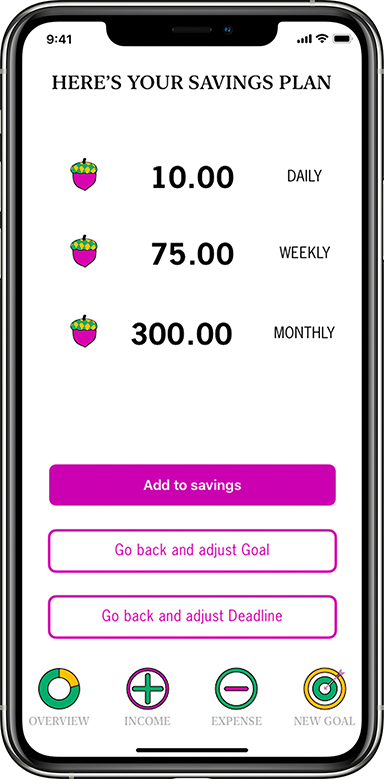 9:41
HERE’S YOUR SAVINGS PLAN
10.00 DAILY
75.00 WEEKLY
300.00 MONTHLY
Add to savings
Go back and adjust Goal
Go back and adjust Deadline
OVERVIEW INCOME EXPENSE NEW GOAL